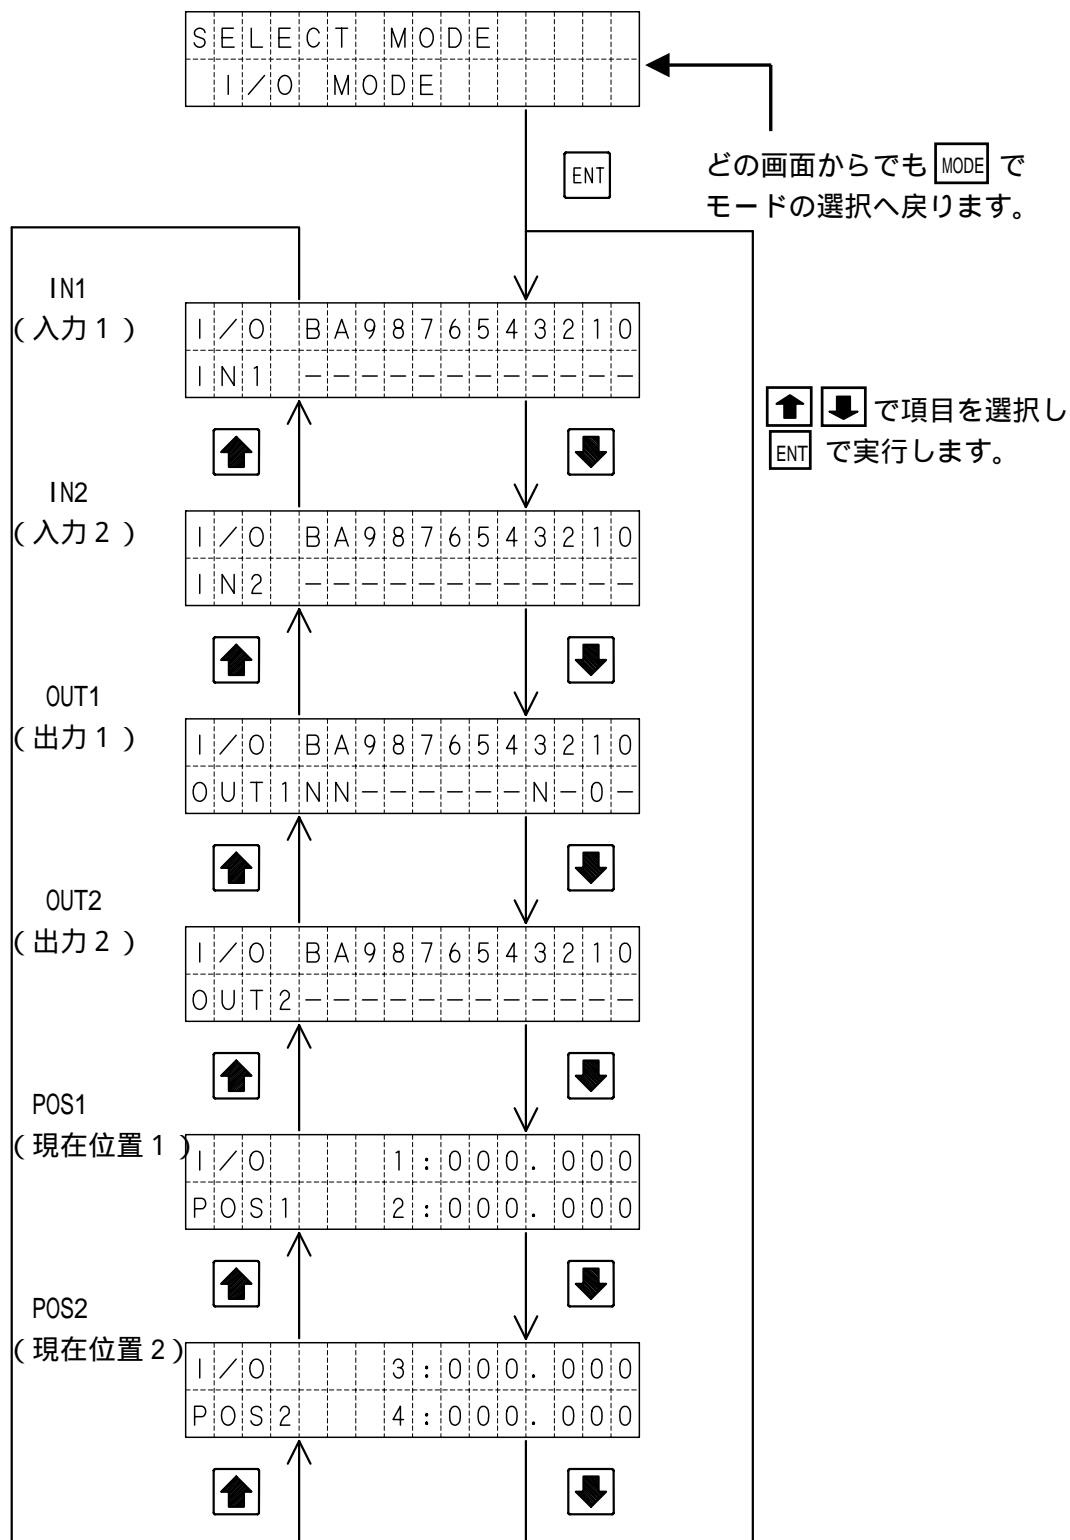 SELECT MODE
I/O MODE
ENT
どの画面からでも MODE で
モードの選択へ戻ります。
IN1
(入力1)
I/O BA9876543210
IN1 ------------
で項目を選択し
ENT で実行します。
IN2
(入力2)
I/O BA9876543210
IN2 ------------
OUT1
(出力1)
I/O BA9876543210
OUT1NN------N-0-
OUT2
(出力2)
I/O BA9876543210
OUT2------------
POS1
(現在位置1)
I/O 1:000.000
POS1 2:000.000
POS2
(現在位置2)
I/O 3:000.000
POS2 4:000.000